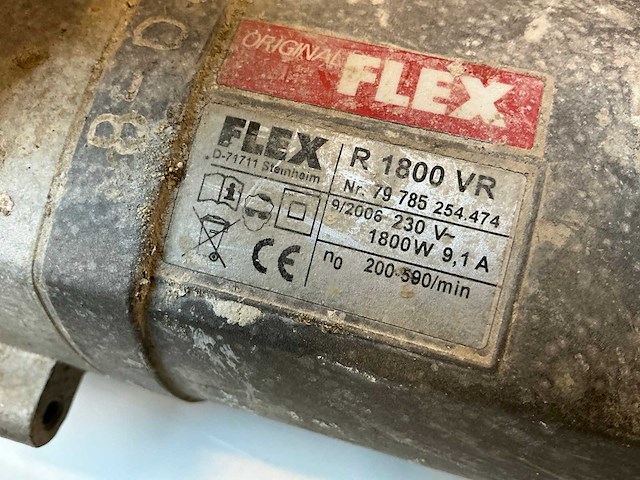 ORIGINAL FLEX
FLEX
D-71711 Steinheim
R 1800 VR
Nr. 79 785 254.474
9/2006 230 V~
1800W 9,1 A
n0 200-590/min
CE